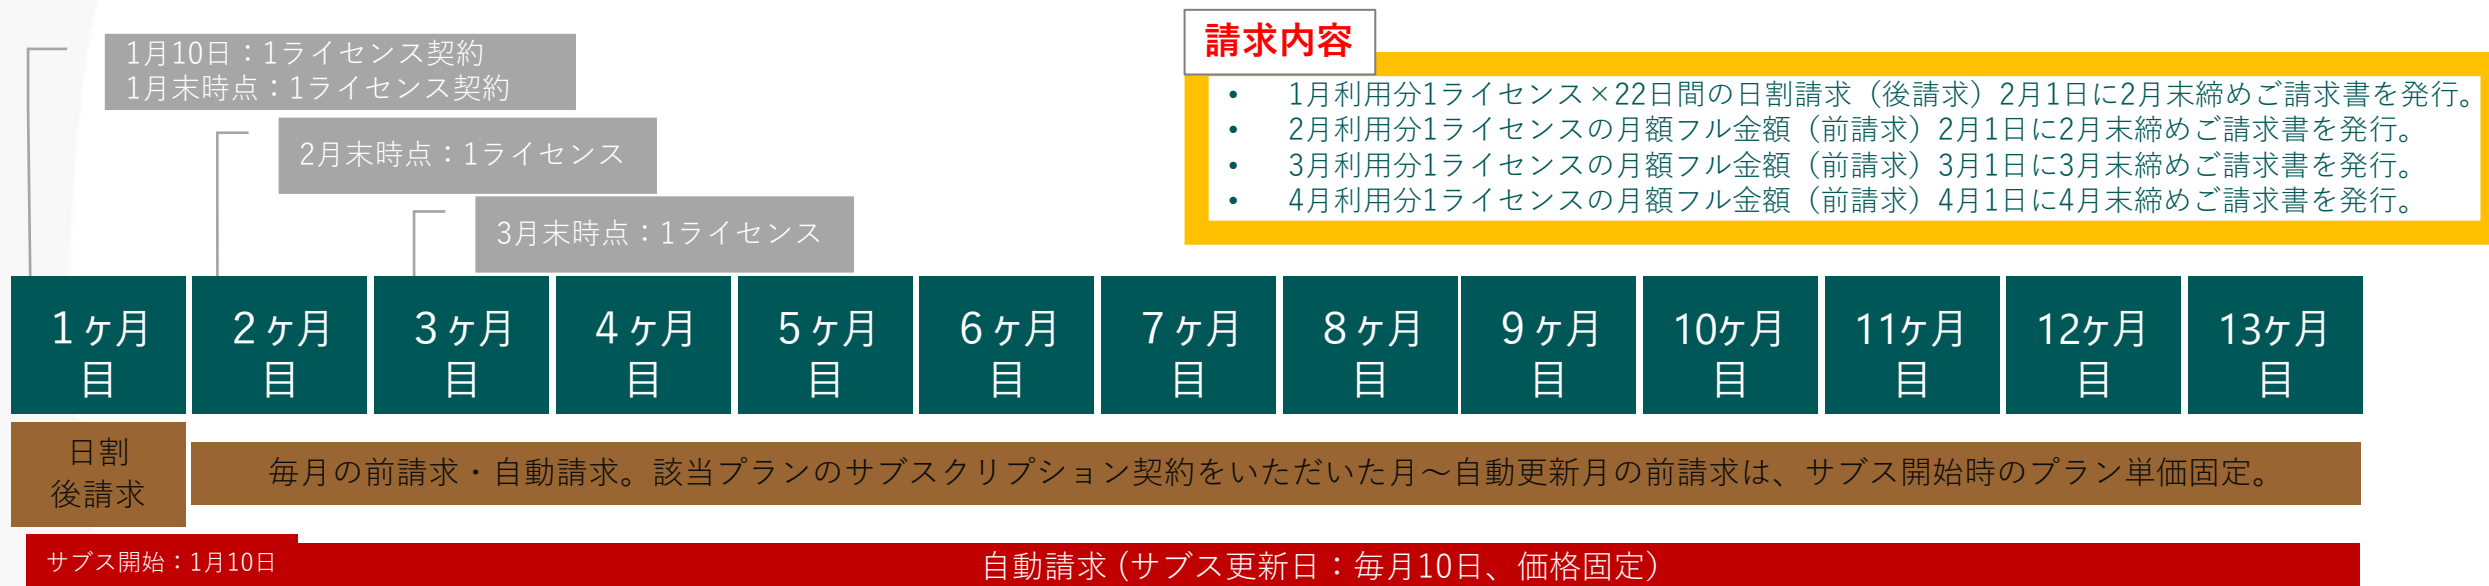 1月10日：1ライセンス契約
1月末時点：1ライセンス契約
2月末時点：1ライセンス
3月末時点：1ライセンス
請求内容
• 1月利用分1ライセンス×22日間の日割請求（後請求）2月1日に2月末締めご請求書を発行。
• 2月利用分1ライセンスの月額フル金額（前請求）2月1日に2月末締めご請求書を発行。
• 3月利用分1ライセンスの月額フル金額（前請求）3月1日に3月末締めご請求書を発行。
• 4月利用分1ライセンスの月額フル金額（前請求）4月1日に4月末締めご請求書を発行。
1ヶ月
目
2ヶ月
目
3ヶ月
目
4ヶ月
目
5ヶ月
目
6ヶ月
目
7ヶ月
目
8ヶ月
目
9ヶ月
目
10ヶ月
目
11ヶ月
目
12ヶ月
目
13ヶ月
目
日割
後請求
毎月の前請求・自動請求。該当プランのサブスクリプション契約をいただいた月～自動更新月の前請求は、サブス開始時のプラン単価固定。
サブス開始：1月10日
自動請求 (サブス更新日：毎月10日、価格固定)